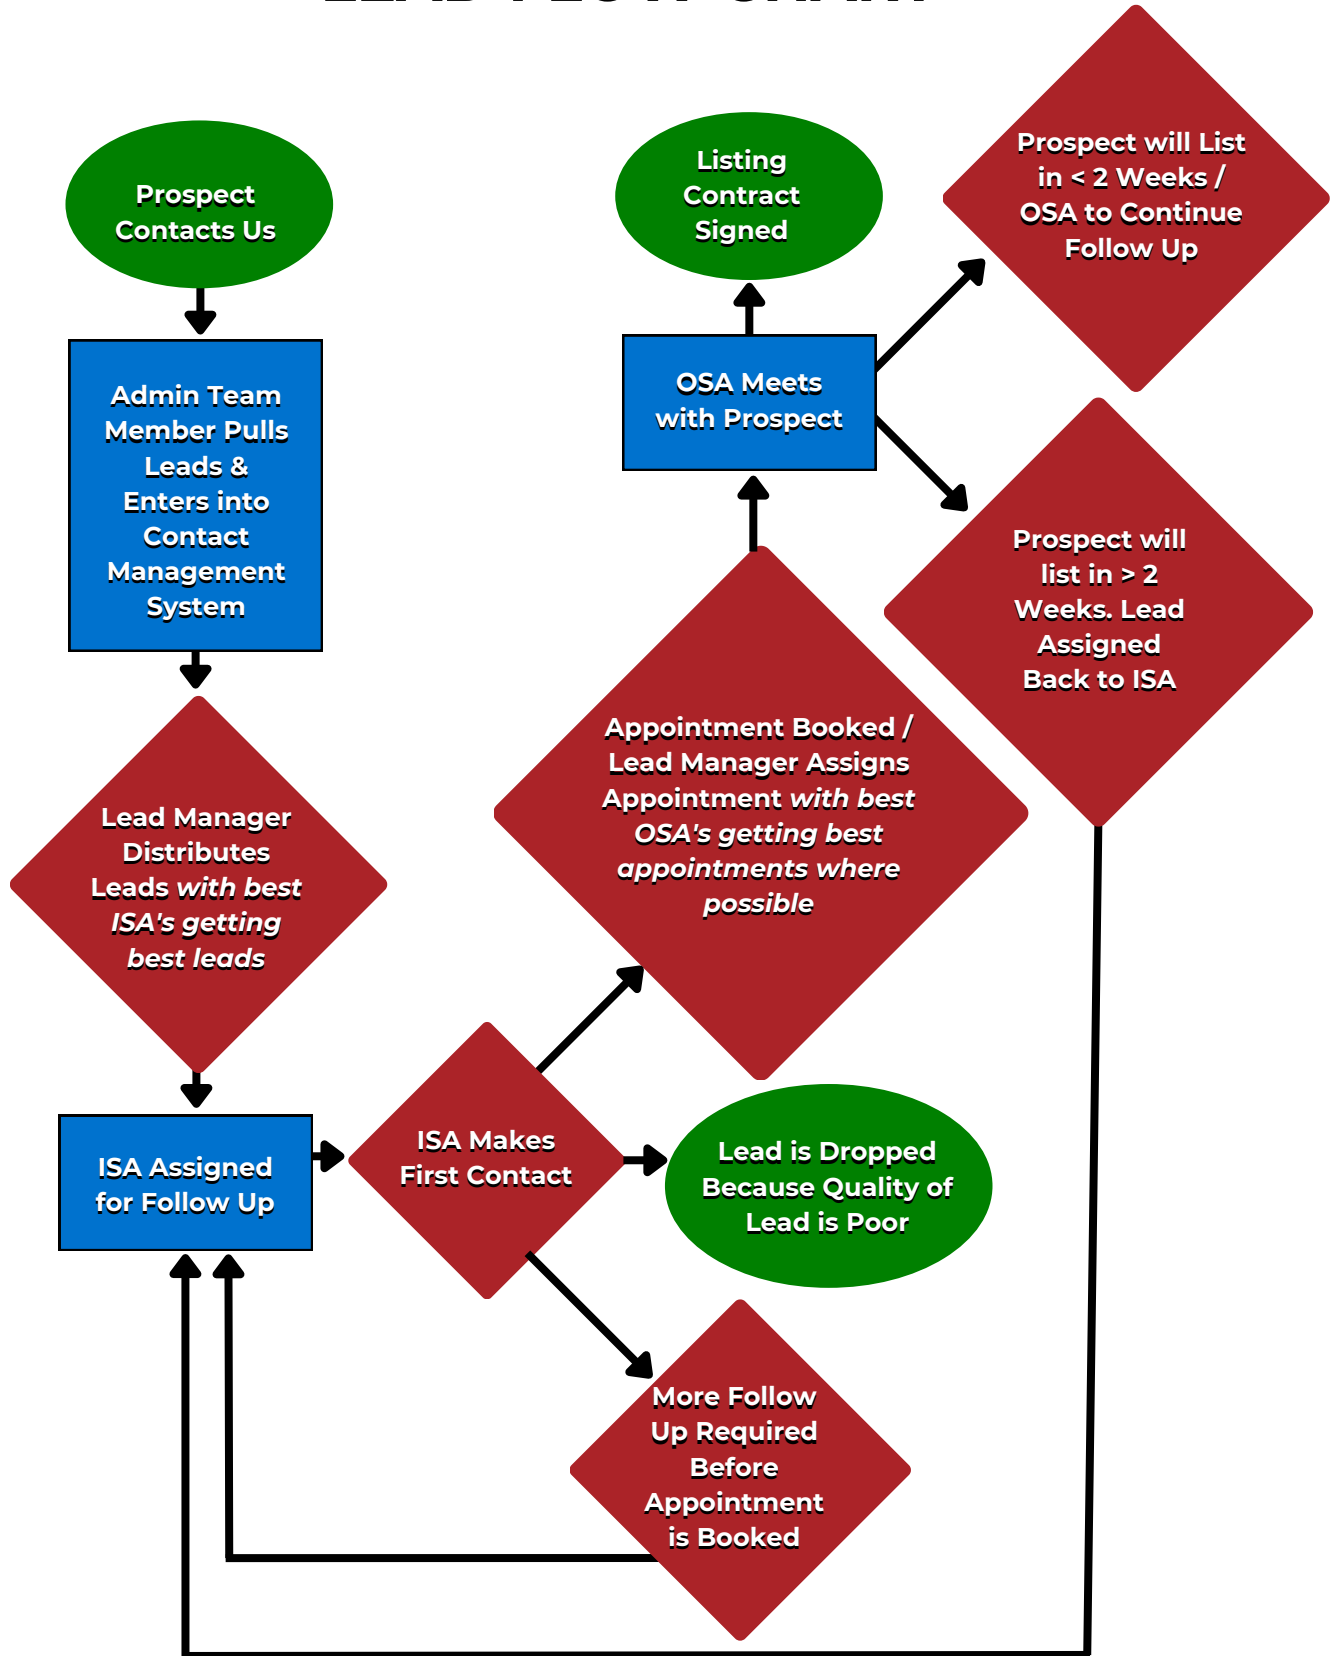 LEAD FLOW CHART
Prospect
Contacts Us
Admin Team
Member Pulls
Leads &
Enters into
Contact
Management
System
Lead Manager
Distributes
Leads with best
ISA's getting
best leads
ISA Assigned
for Follow Up
ISA Makes
First Contact
Appointment Booked /
Lead Manager Assigns
Appointment with best
OSA's getting best
appointments where
possible
Lead is Dropped
Because Quality of
Lead is Poor
More Follow
Up Required
Before
Appointment
is Booked
OSA Meets
with Prospect
Listing
Contract
Signed
Prospect will List
in < 2 Weeks /
OSA to Continue
Follow Up
Prospect will
list in > 2
Weeks. Lead
Assigned
Back to ISA